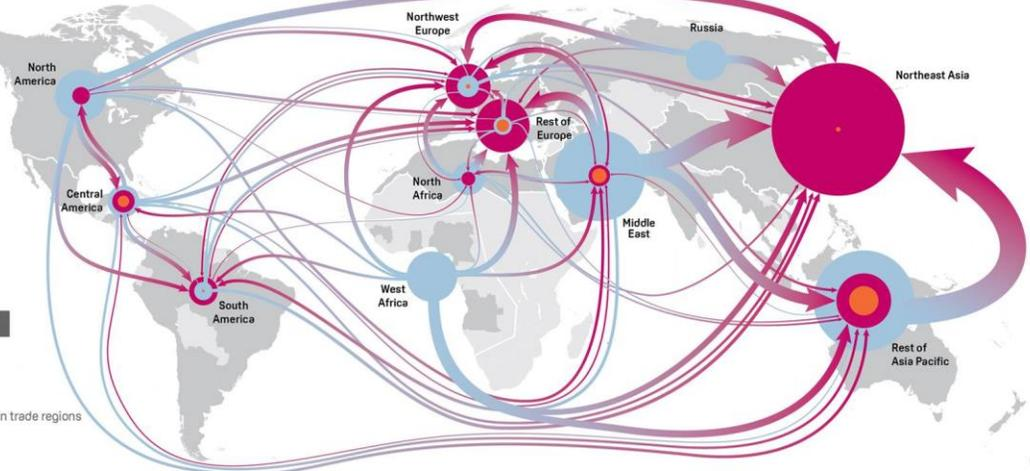 Northwest
Europe
Russia
North
America
Northeast Asia
Rest of
Europe
North
Africa
Central
America
Middle
East
West
Africa
South
America
Rest of
Asia Pacific
n trade regions